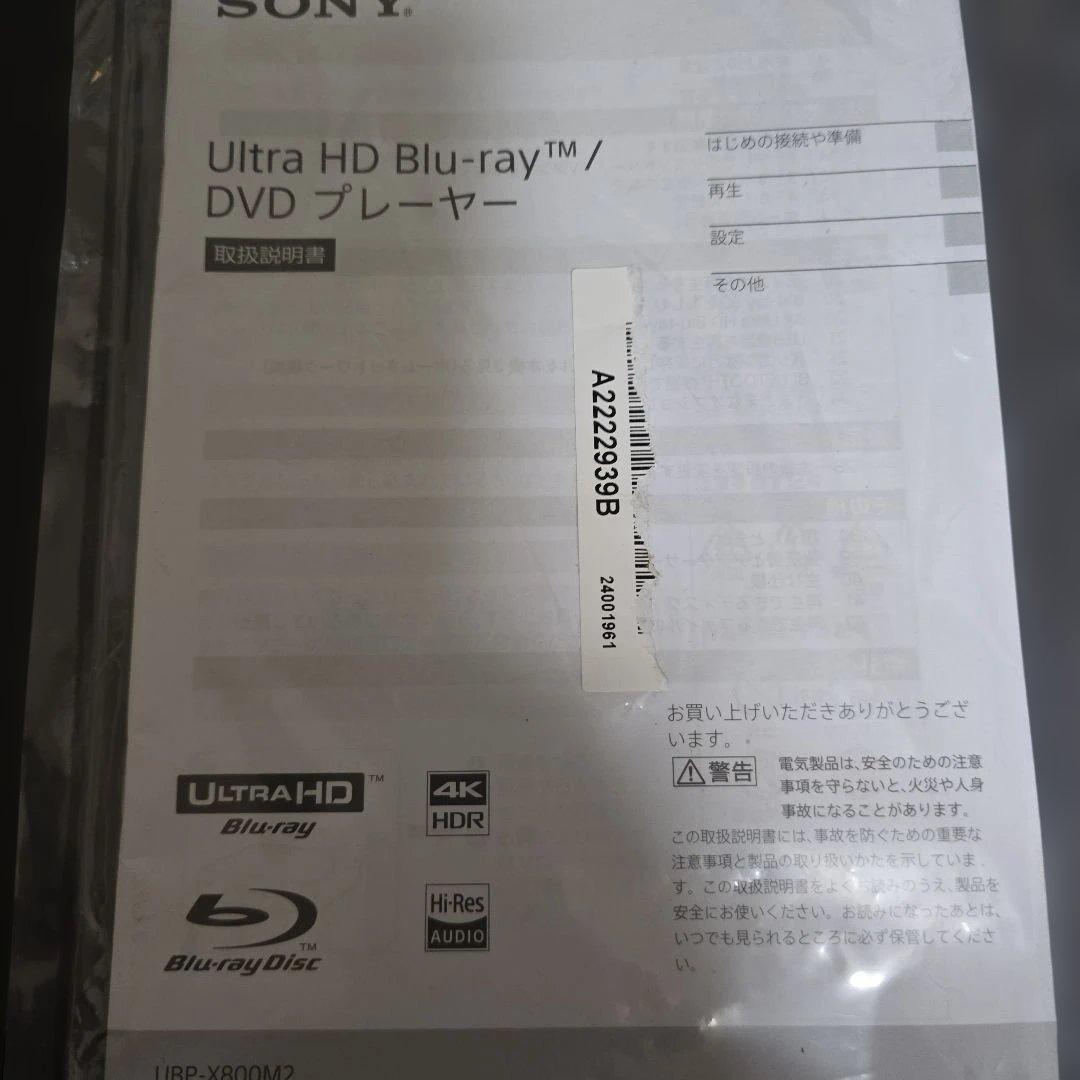 SONY®
Ultra HD Blu-ray™ /
DVD プレーヤー
取扱説明書
はじめの接続や準備
再生
設定
その他
A2222939B
24001961
お買い上げいただきありがとうござ
います。
警告
電気製品は、安全のための注意
事項を守らないと、火災や人身
事故になることがあります。
この取扱説明書には、事故を防ぐための重要な
注意事項と製品の取り扱いかたを示していま
す。この取扱説明書をよくお読みのうえ、製品を
安全にお使いください。お読みになったあとは、
いつでも見られるところに必ず保管してくださ
い。
ULTRA HD™
Blu-ray
4K
HDR
Blu-ray Disc™
Hi-Res
AUDIO
UBP-X800M2